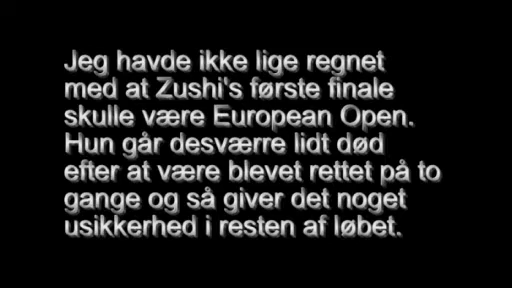 Jeg havde ikke lige regnet
med at Zushi's første finale
skulle være European Open.
Hun går desværre lidt død
efter at være blevet rettet på to
gange og så giver det noget
usikkerhed i resten af løbet.